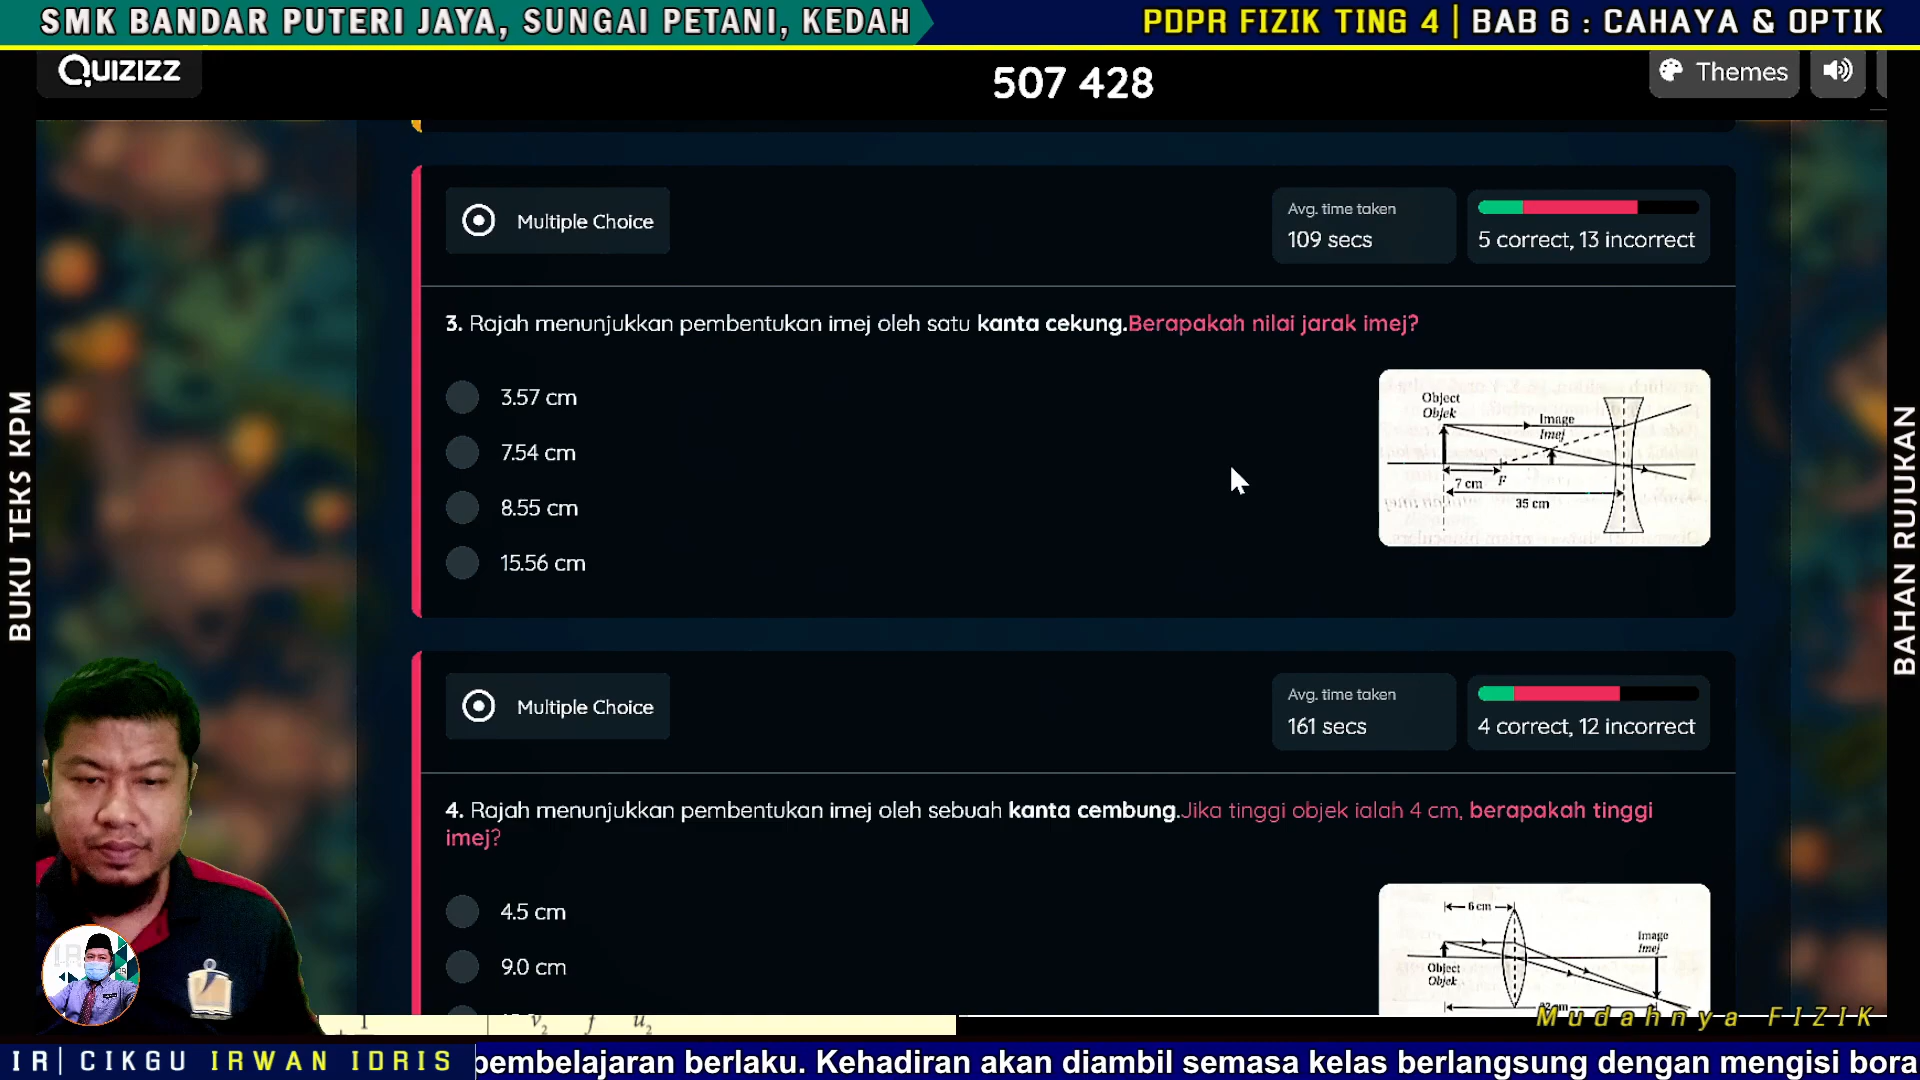 SMK BANDAR PUTERI JAYA, SUNGAI PETANI, KEDAH
PDPR FIZIK TING 4 | BAB 6 : CAHAYA & OPTIK
Quizizz
507 428
Themes
Multiple Choice
Avg. time taken
109 secs
5 correct, 13 incorrect
3. Rajah menunjukkan pembentukan imej oleh satu kanta cekung.Berapakah nilai jarak imej?
3.57 cm
7.54 cm
8.55 cm
15.56 cm
Object
Objek
Image
Imej
7 cm
F
35 cm
BUKU TEKS KPM
BAHAN RUJUKAN
Multiple Choice
Avg. time taken
161 secs
4 correct, 12 incorrect
4. Rajah menunjukkan pembentukan imej oleh sebuah kanta cembung.Jika tinggi objek ialah 4 cm, berapakah tinggi
imej?
4.5 cm
9.0 cm
6 cm
Image
Imej
Object
Objek
Mudahnya FIZIK
1 v₂ f u₂
IR| CIKGU IRWAN IDRIS
pembelajaran berlaku. Kehadiran akan diambil semasa kelas berlangsung dengan mengisi bora